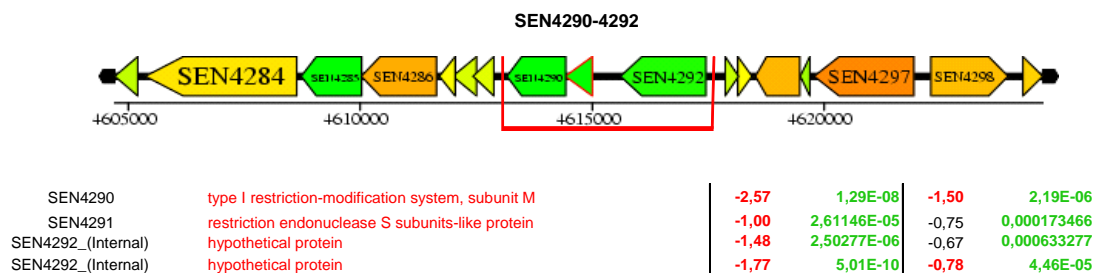 SEN4290-4292
SEN4284 SEN4285 SEN4286 SEN4290 SEN4292 SEN4297 SEN4298
+605000 +610000 +615000 +620000
SEN4290 type I restriction-modification system, subunit M -2,57 1,29E-08 -1,50 2,19E-06
SEN4291 restriction endonuclease S subunits-like protein -1,00 2,61146E-05 -0,75 0,000173466
SEN4292_(Internal) hypothetical protein -1,48 2,50277E-06 -0,67 0,000633277
SEN4292_(Internal) hypothetical protein -1,77 5,01E-10 -0,78 4,46E-05